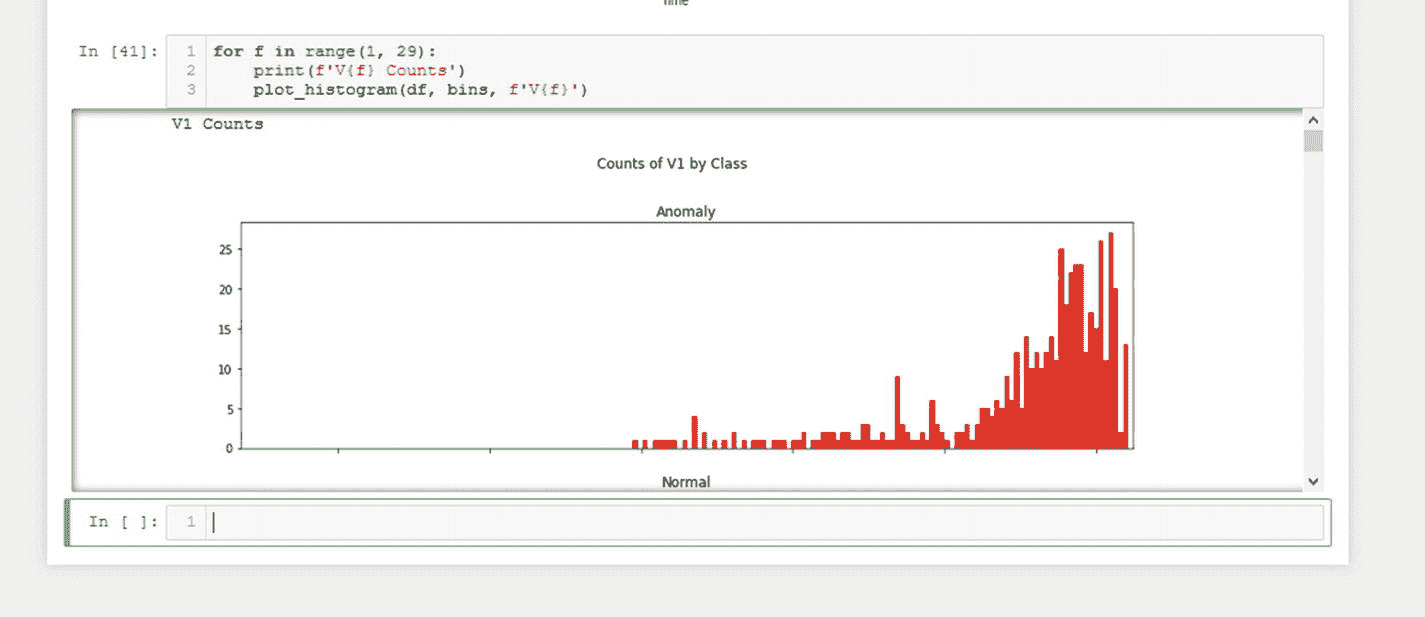 Time
In [41]:
1 for f in range(1, 29):
2 print(f'V{f} Counts')
3 plot_histogram(df, bins, f'V{f}')
V1 Counts
Counts of V1 by Class
Anomaly
25
20
15
10
5
0
Normal
In [ ]:
1